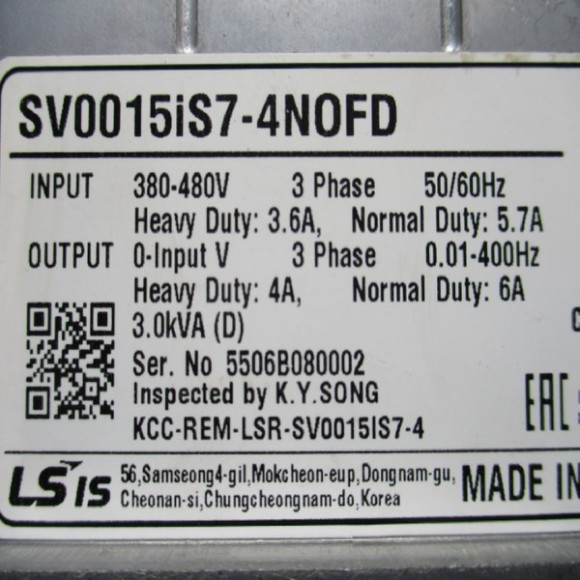 SV0015iS7-4NOFD
INPUT 380-480V 3 Phase 50/60Hz
Heavy Duty: 3.6A, Normal Duty: 5.7A
OUTPUT 0-Input V 3 Phase 0.01-400Hz
Heavy Duty: 4A, Normal Duty: 6A
3.0kVA (D)
Ser. No 5506B080002
Inspected by K.Y.SONG
KCC-REM-LSR-SV0015IS7-4
EAC
LS IS 56,Samseong4-gil,Mokcheon-eup,Dongnam-gu,
Cheonan-si,Chungcheongnam-do,Korea
MADE IN